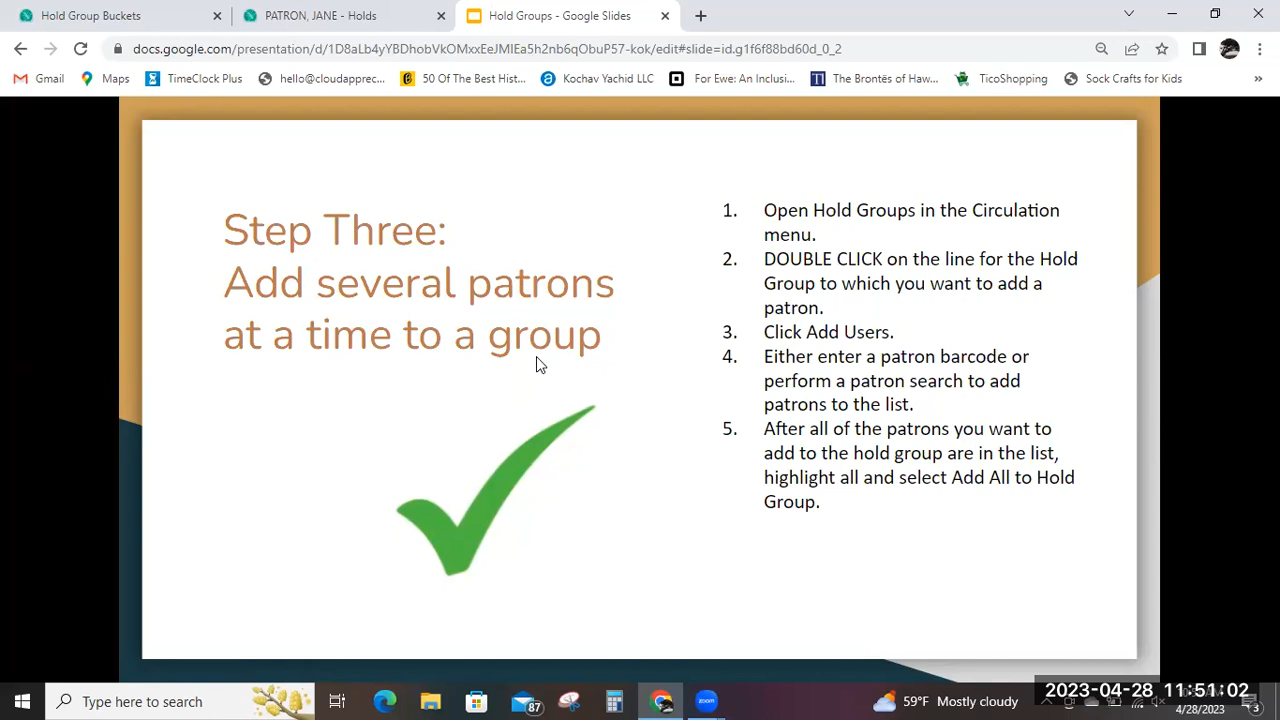 Hold Group Buckets
PATRON, JANE - Holds
Hold Groups - Google Slides
docs.google.com/presentation/d/1D8aLb4yYBDhobVkOMxxEeJMIEa5h2nb6qObuP57-kok/edit#slide=id.g1f6f88bd60d_0_2
Gmail
Maps
TimeClock Plus
hello@cloudapprec...
50 Of The Best Hist...
Kochav Yachid LLC
For Ewe: An Inclusi...
The Brontës of Haw...
TicoShopping
Sock Crafts for Kids
»
Step Three:
Add several patrons
at a time to a group
1. Open Hold Groups in the Circulation
menu.
2. DOUBLE CLICK on the line for the Hold
Group to which you want to add a
patron.
3. Click Add Users.
4. Either enter a patron barcode or
perform a patron search to add
patrons to the list.
5. After all of the patrons you want to
add to the hold group are in the list,
highlight all and select Add All to Hold
Group.
Type here to search
87
zoom
59°F Mostly cloudy
2023-04-28 11:51:02
4/28/2023
3